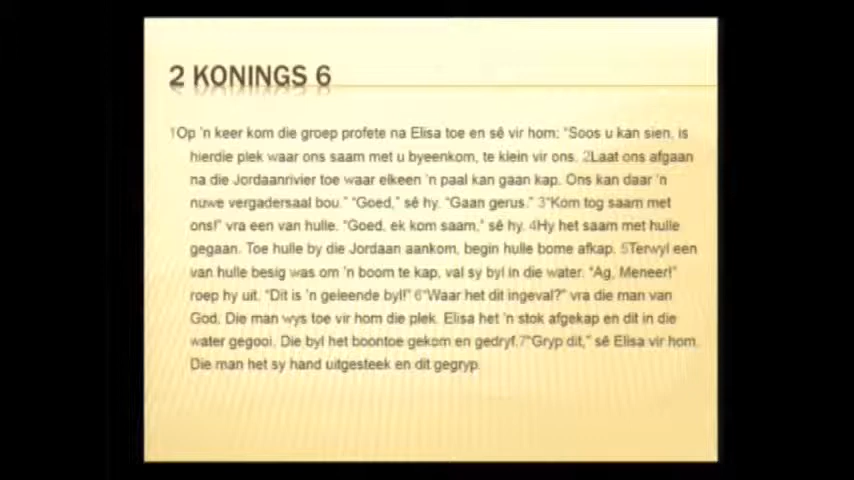 2 KONINGS 6
1Op 'n keer kom die groep profete na Elisa toe en sê vir hom: "Soos u kan sien, is
hierdie plek waar ons saam met u byeenkom, te klein vir ons. 2Laat ons afgaan
na die Jordaanrivier toe waar elkeen 'n paal kan gaan kap. Ons kan daar 'n
nuwe vergadersaal bou." "Goed," sê hy. "Gaan gerus." 3"Kom tog saam met
ons!" vra een van hulle. "Goed, ek kom saam," sê hy. 4Hy het saam met hulle
gegaan. Toe hulle by die Jordaan aankom, begin hulle bome afkap. 5Terwyl een
van hulle besig was om 'n boom te kap, val sy byl in die water. "Ag, Meneer!"
roep hy uit. "Dit is 'n geleende byl!" 6"Waar het dit ingeval?" vra die man van
God. Die man wys toe vir hom die plek. Elisa het 'n stok afgekap en dit in die
water gegooi. Die byl het boontoe gekom en gedryf.7"Gryp dit," sê Elisa vir hom.
Die man het sy hand uitgesteek en dit gegryp.